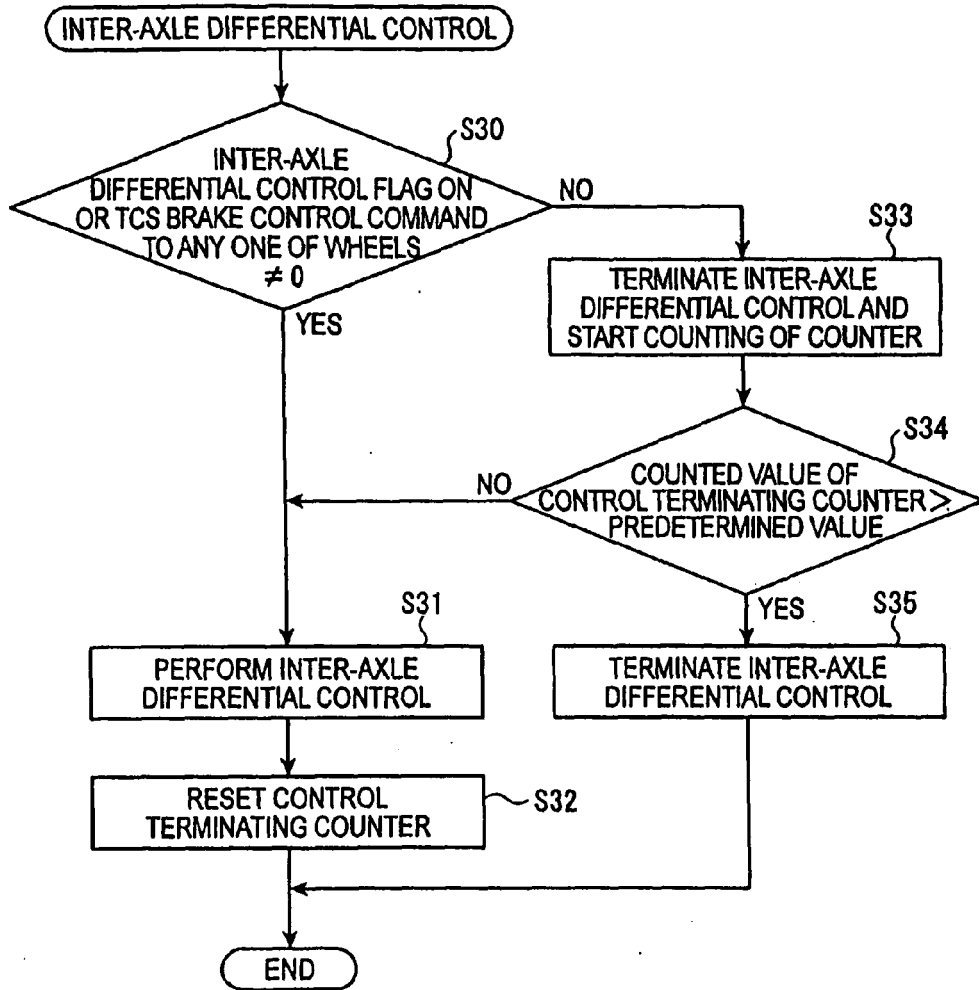 INTER-AXLE DIFFERENTIAL CONTROL
S30
INTER-AXLE
DIFFERENTIAL CONTROL FLAG ON
OR TCS BRAKE CONTROL COMMAND
TO ANY ONE OF WHEELS
≠ 0
NO
YES
S33
TERMINATE INTER-AXLE
DIFFERENTIAL CONTROL AND
START COUNTING OF COUNTER
S34
COUNTED VALUE OF
CONTROL TERMINATING COUNTER >
PREDETERMINED VALUE
NO
YES
S31
PERFORM INTER-AXLE
DIFFERENTIAL CONTROL
S35
TERMINATE INTER-AXLE
DIFFERENTIAL CONTROL
RESET CONTROL
TERMINATING COUNTER
S32
END